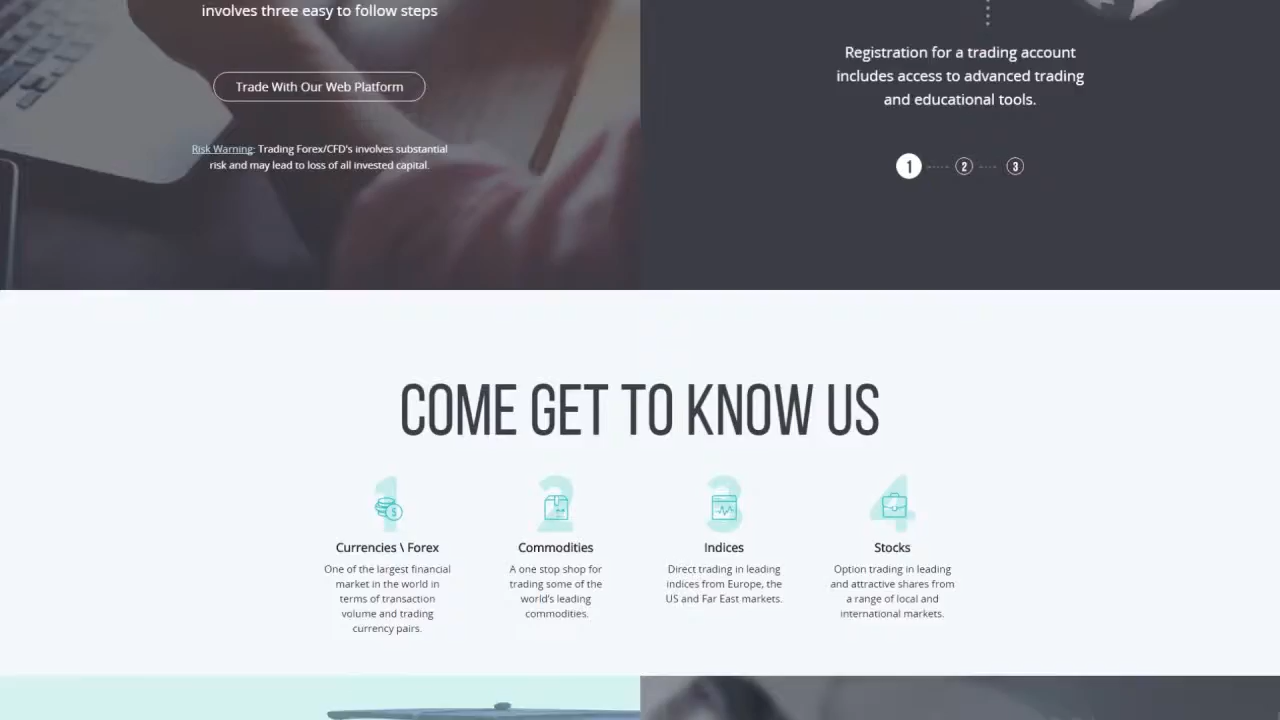 involves three easy to follow steps
Trade With Our Web Platform
Risk Warning: Trading Forex/CFD's involves substantial
risk and may lead to loss of all invested capital.
Registration for a trading account
includes access to advanced trading
and educational tools.
1 2 3
COME GET TO KNOW US
1
Currencies \ Forex
One of the largest financial
market in the world in
terms of transaction
volume and trading
currency pairs.
2
Commodities
A one stop shop for
trading some of the
world's leading
commodities.
3
Indices
Direct trading in leading
indices from Europe, the
US and Far East markets.
4
Stocks
Option trading in leading
and attractive shares from
a range of local and
international markets.